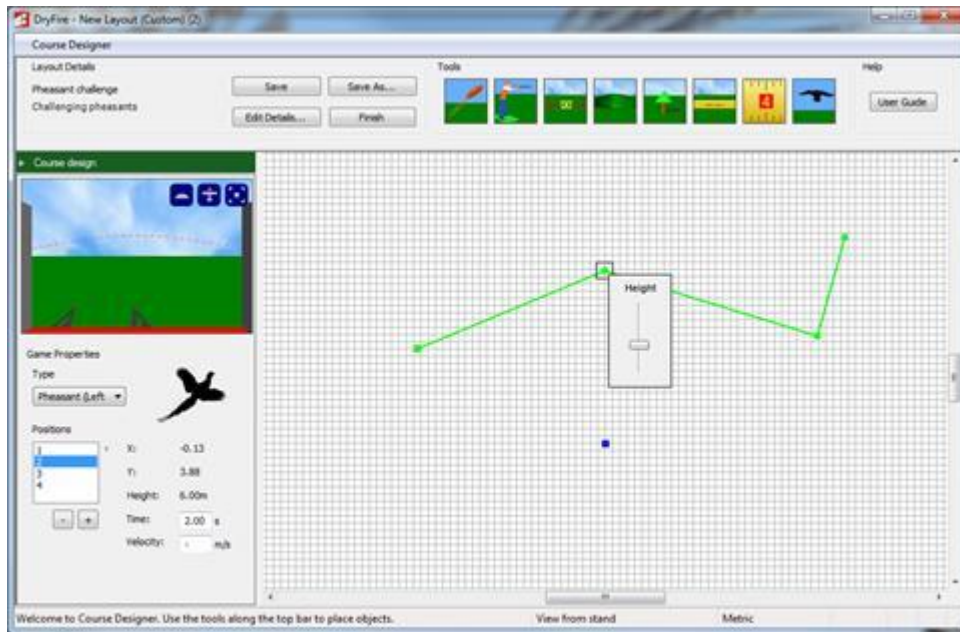 DryFire - New Layout (Custom) (2)
Course Designer
Layout Details
Pheasant challenge
Challenging pheasants
Save
Save As...
Edit Details...
Finish
Tools
4
Help
User Guide
Course design
Game Properties
Type
Pheasant (Left
Positions
1
2
3
4
X: -0.13
Y: 3.88
Height: 6.00m
Time: 2.00 s
Velocity: - m/s
- +
Height
Welcome to Course Designer. Use the tools along the top bar to place objects.
View from stand
Metric